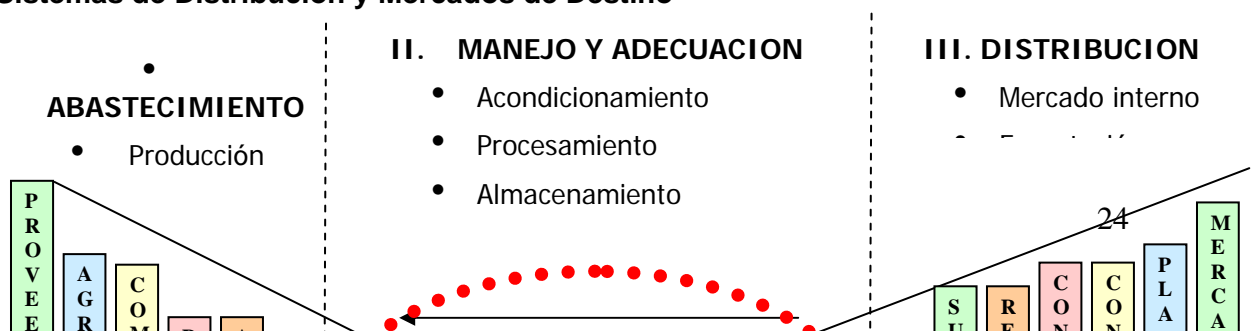 Sistemas de Distribución y Mercados de Destino
•
ABASTECIMIENTO
• Producción
II. MANEJO Y ADECUACION
• Acondicionamiento
• Procesamiento
• Almacenamiento
III. DISTRIBUCION
• Mercado interno
24
P
R
O
V
E
E
A
G
R
C
O
M
S
U
R
E
C
O
N
C
O
N
P
L
A
M
E
R
C
A